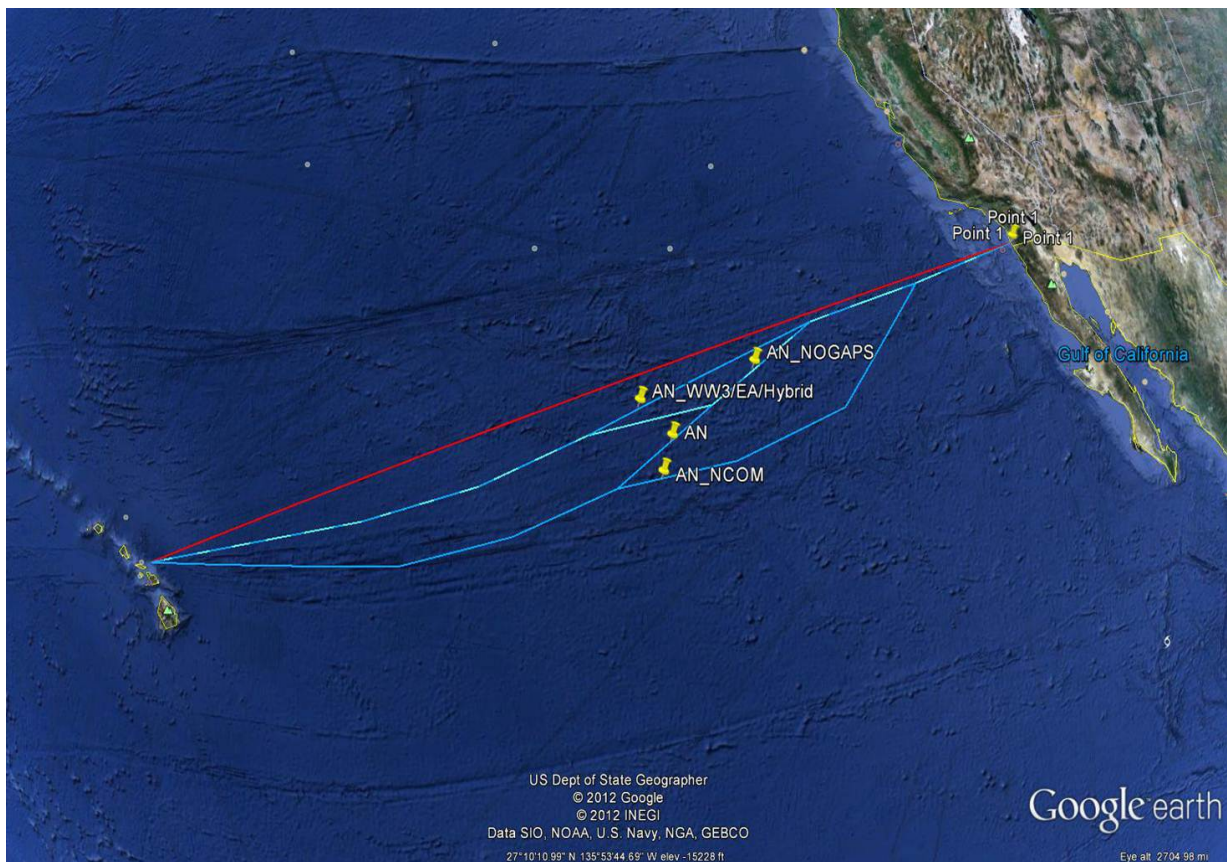 Point 1
Point 1
Point 1
AN_NOGAPS
Gulf of California
AN_WW3/EA/Hybrid
AN
AN_NCOM
US Dept of State Geographer
© 2012 Google
© 2012 INEGI
Data SIO, NOAA, U.S. Navy, NGA, GEBCO
Google earth
27°10'10.99" N 135°53'44.69" W elev -15228 ft
Eye alt 2704.98 mi